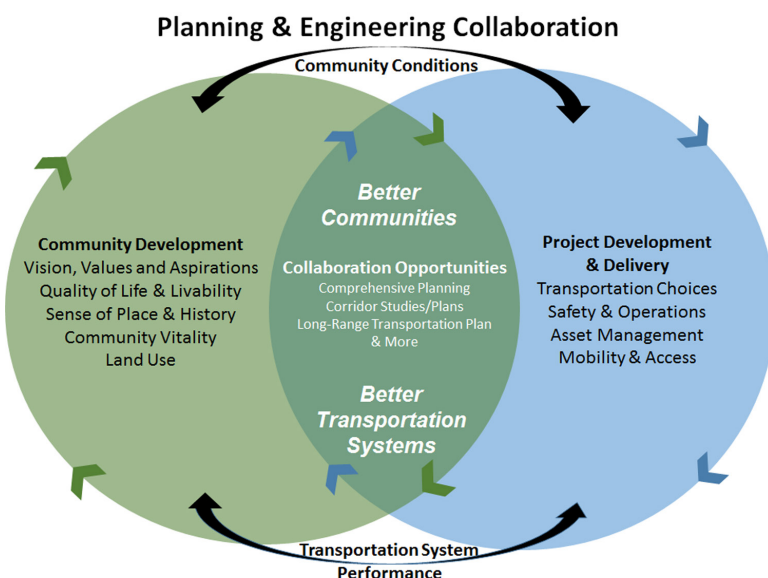 Planning & Engineering Collaboration
Community Conditions
Better
Communities
Community Development
Vision, Values and Aspirations
Quality of Life & Livability
Sense of Place & History
Community Vitality
Land Use
Collaboration Opportunities
Comprehensive Planning
Corridor Studies/Plans
Long-Range Transportation Plan
& More
Project Development
& Delivery
Transportation Choices
Safety & Operations
Asset Management
Mobility & Access
Better
Transportation
Systems
Transportation System
Performance